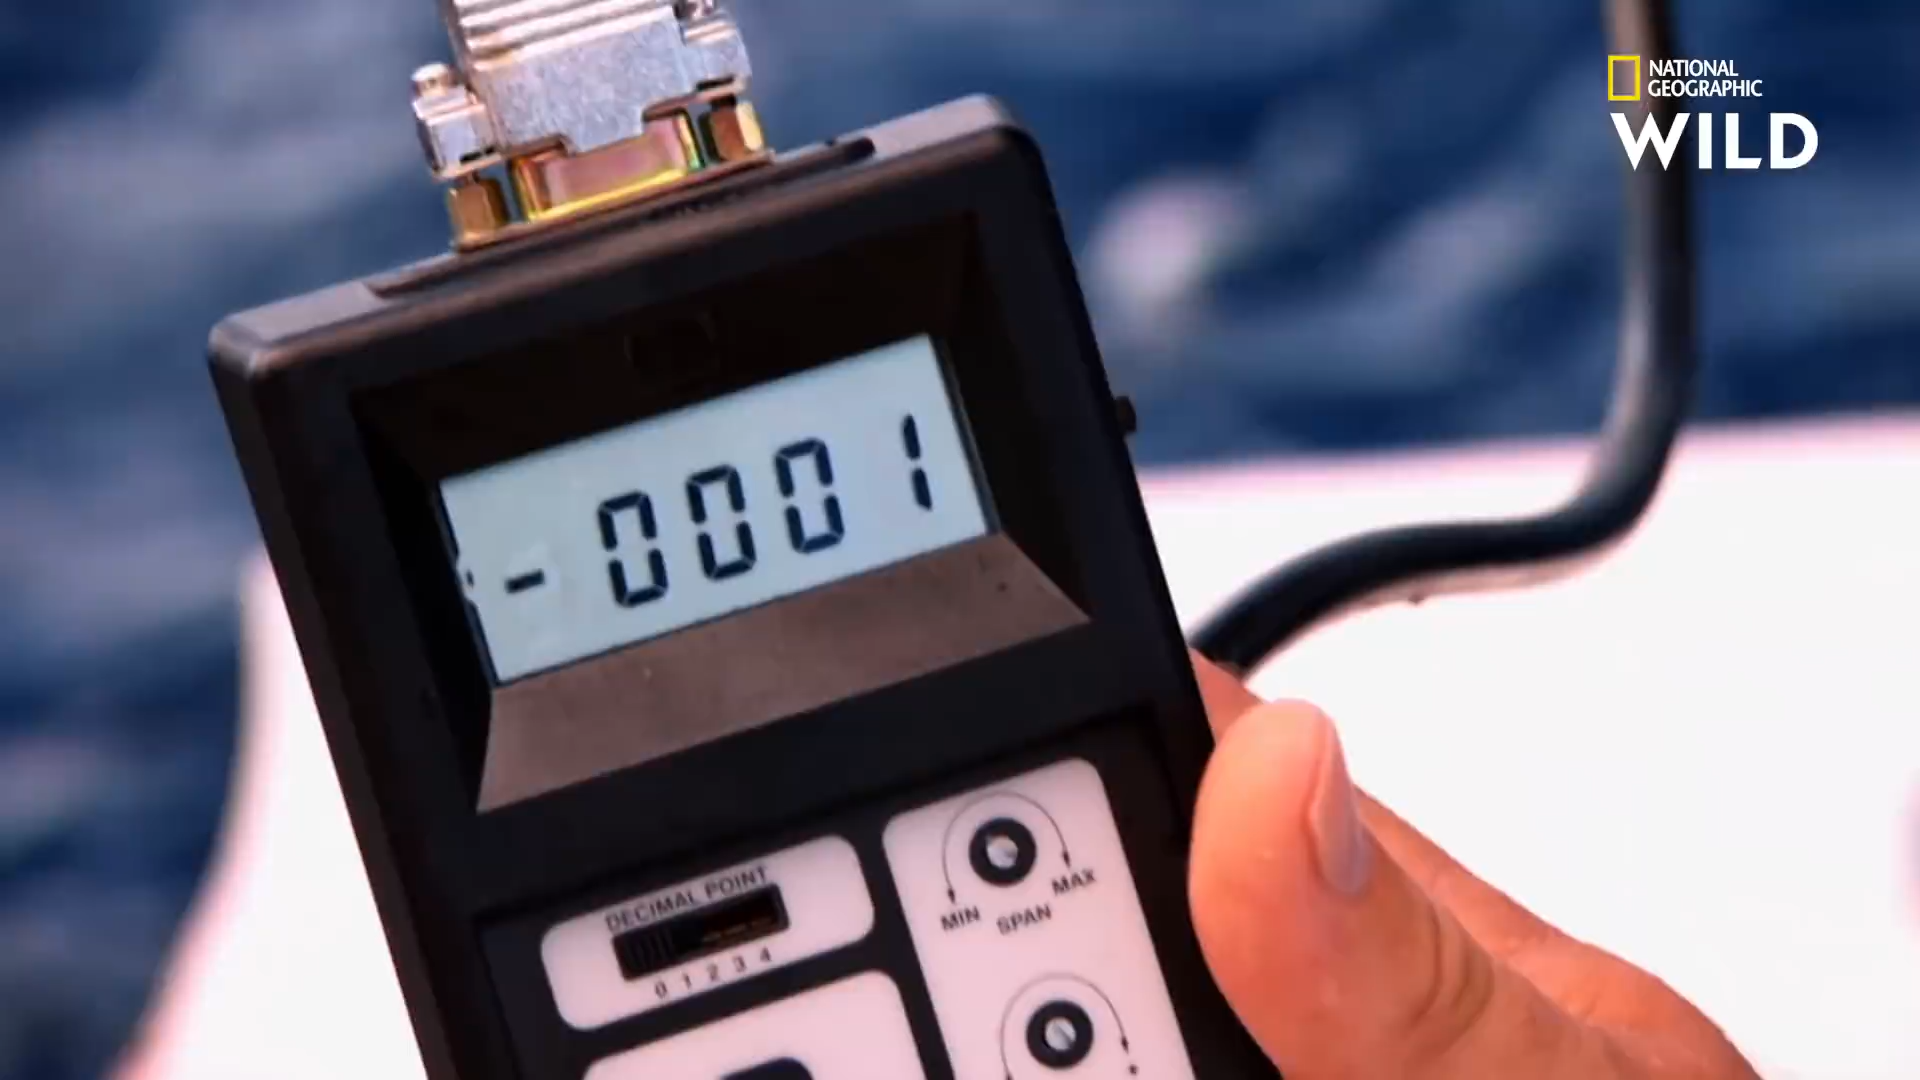 NATIONAL
GEOGRAPHIC
WILD
-0001
DECIMAL POINT
0 1 2 3 4
MIN SPAN MAX